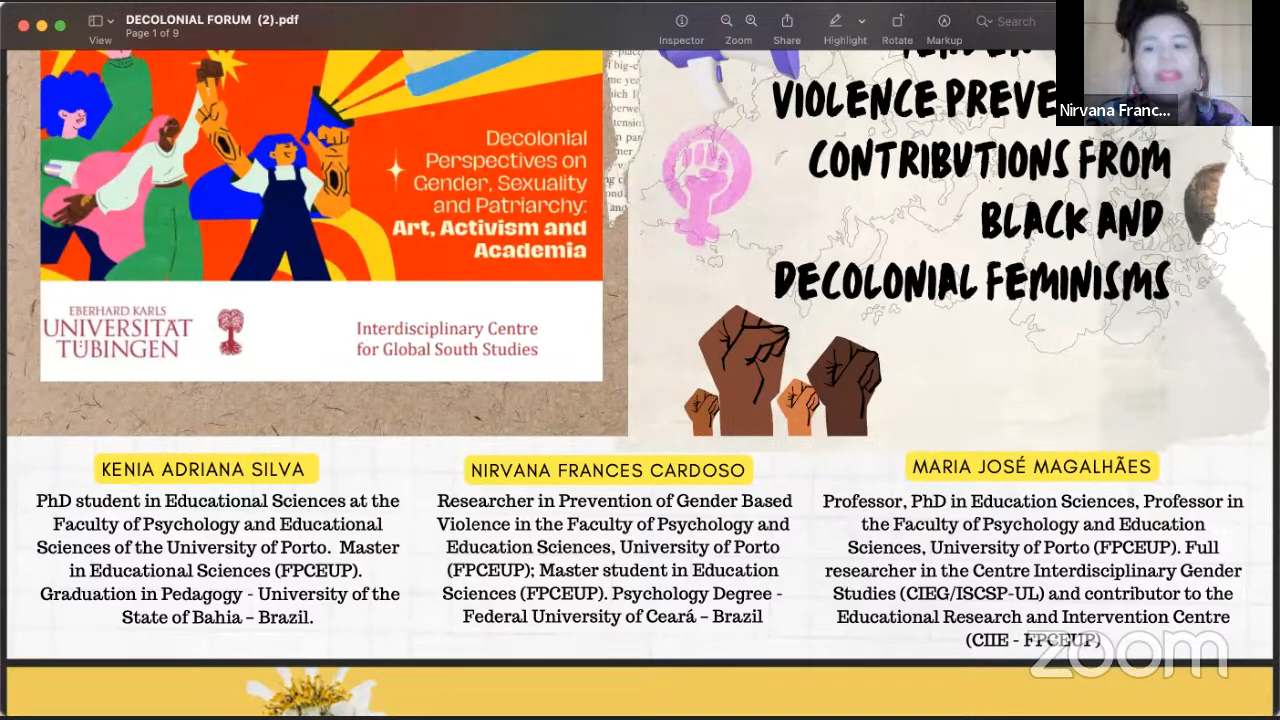 DECOLONIAL FORUM (2).pdf
Page 1 of 9
View
Inspector
Zoom
Share
Highlight
Rotate
Markup
Search
Nirvana Franc...
Decolonial
Perspectives on
Gender, Sexuality
and Patriarchy:
Art, Activism and
Academia
EBERHARD KARLS
UNIVERSITÄT
TÜBINGEN
Interdisciplinary Centre
for Global South Studies
VIOLENCE PREVE
CONTRIBUTIONS FROM
BLACK AND
DECOLONIAL FEMINISMS
KENIA ADRIANA SILVA
PhD student in Educational Sciences at the
Faculty of Psychology and Educational
Sciences of the University of Porto. Master
in Educational Sciences (FPCEUP).
Graduation in Pedagogy - University of the
State of Bahia – Brazil.
NIRVANA FRANCES CARDOSO
Researcher in Prevention of Gender Based
Violence in the Faculty of Psychology and
Education Sciences, University of Porto
(FPCEUP); Master student in Education
Sciences (FPCEUP). Psychology Degree -
Federal University of Ceará – Brazil
MARIA JOSÉ MAGALHÃES
Professor, PhD in Education Sciences, Professor in
the Faculty of Psychology and Education
Sciences, University of Porto (FPCEUP). Full
researcher in the Centre Interdisciplinary Gender
Studies (CIEG/ISCSP-UL) and contributor to the
Educational Research and Intervention Centre
(CIIE - FPCEUP)
zoom